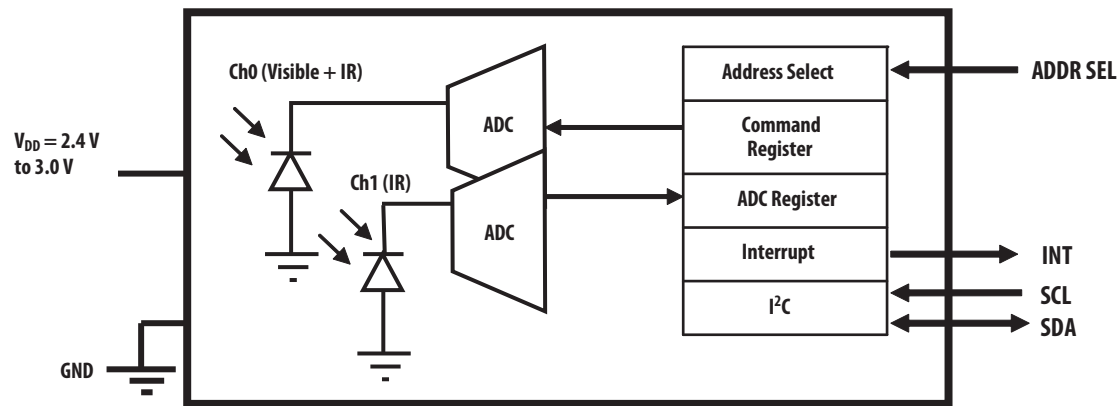 Ch0 (Visible + IR)
ADC
Address Select
ADDR SEL
Command
Register
V_DD = 2.4 V
to 3.0 V
Ch1 (IR)
ADC
ADC Register
Interrupt
INT
I²C
SCL
SDA
GND